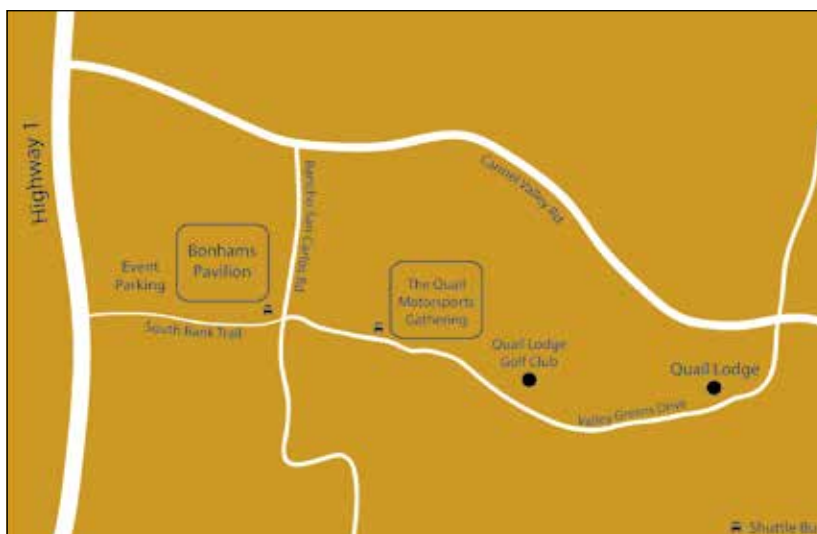 Highway 1
Carmel Valley Rd
Rancho San Carlos Rd
Bonhams
Pavilion
Event
Parking
The Quail
Motorsports
Gathering
South Bank Trail
Quail Lodge
Golf Club
Quail Lodge
Valley Greens Drive
Shuttle Bu